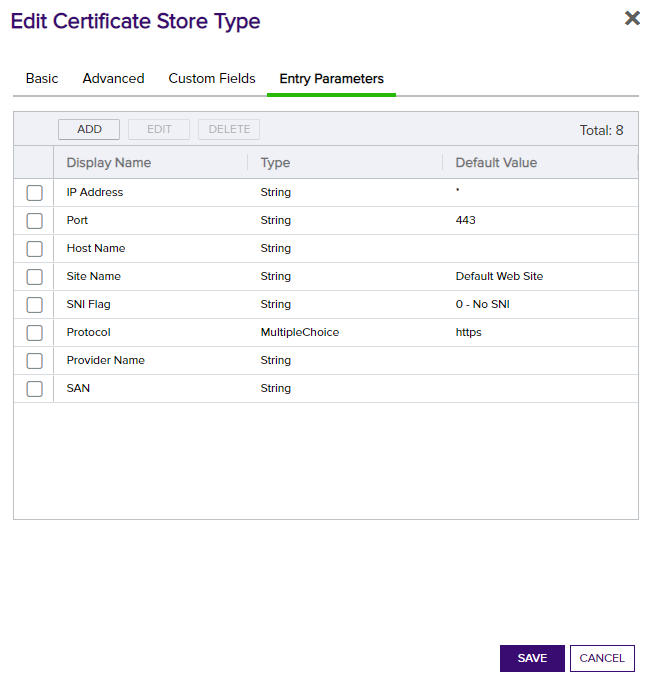 Edit Certificate Store Type
Basic Advanced Custom Fields Entry Parameters
ADD EDIT DELETE Total: 8
Display Name Type Default Value
IP Address String *
Port String 443
Host Name String
Site Name String Default Web Site
SNI Flag String 0 - No SNI
Protocol MultipleChoice https
Provider Name String
SAN String
SAVE CANCEL